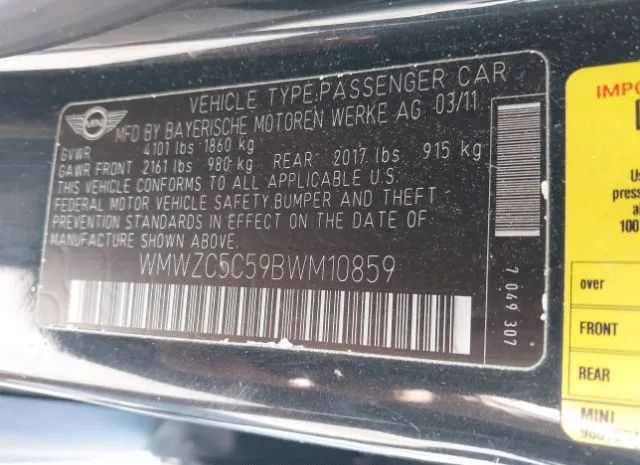 VEHICLE TYPE:PASSENGER CAR
MFD BY BAYERISCHE MOTOREN WERKE AG 03/11
GVWR 4101 lbs 1860 kg
GAWR FRONT 2161 lbs 980 kg REAR 2017 lbs 915 kg
THIS VEHICLE CONFORMS TO ALL APPLICABLE U.S.
FEDERAL MOTOR VEHICLE SAFETY,BUMPER AND THEFT
PREVENTION STANDARDS IN EFFECT ON THE DATE OF
MANUFACTURE SHOWN ABOVE.
WMWZC5C59BWM10859
7 049 307
over
FRONT
REAR
MINI
100